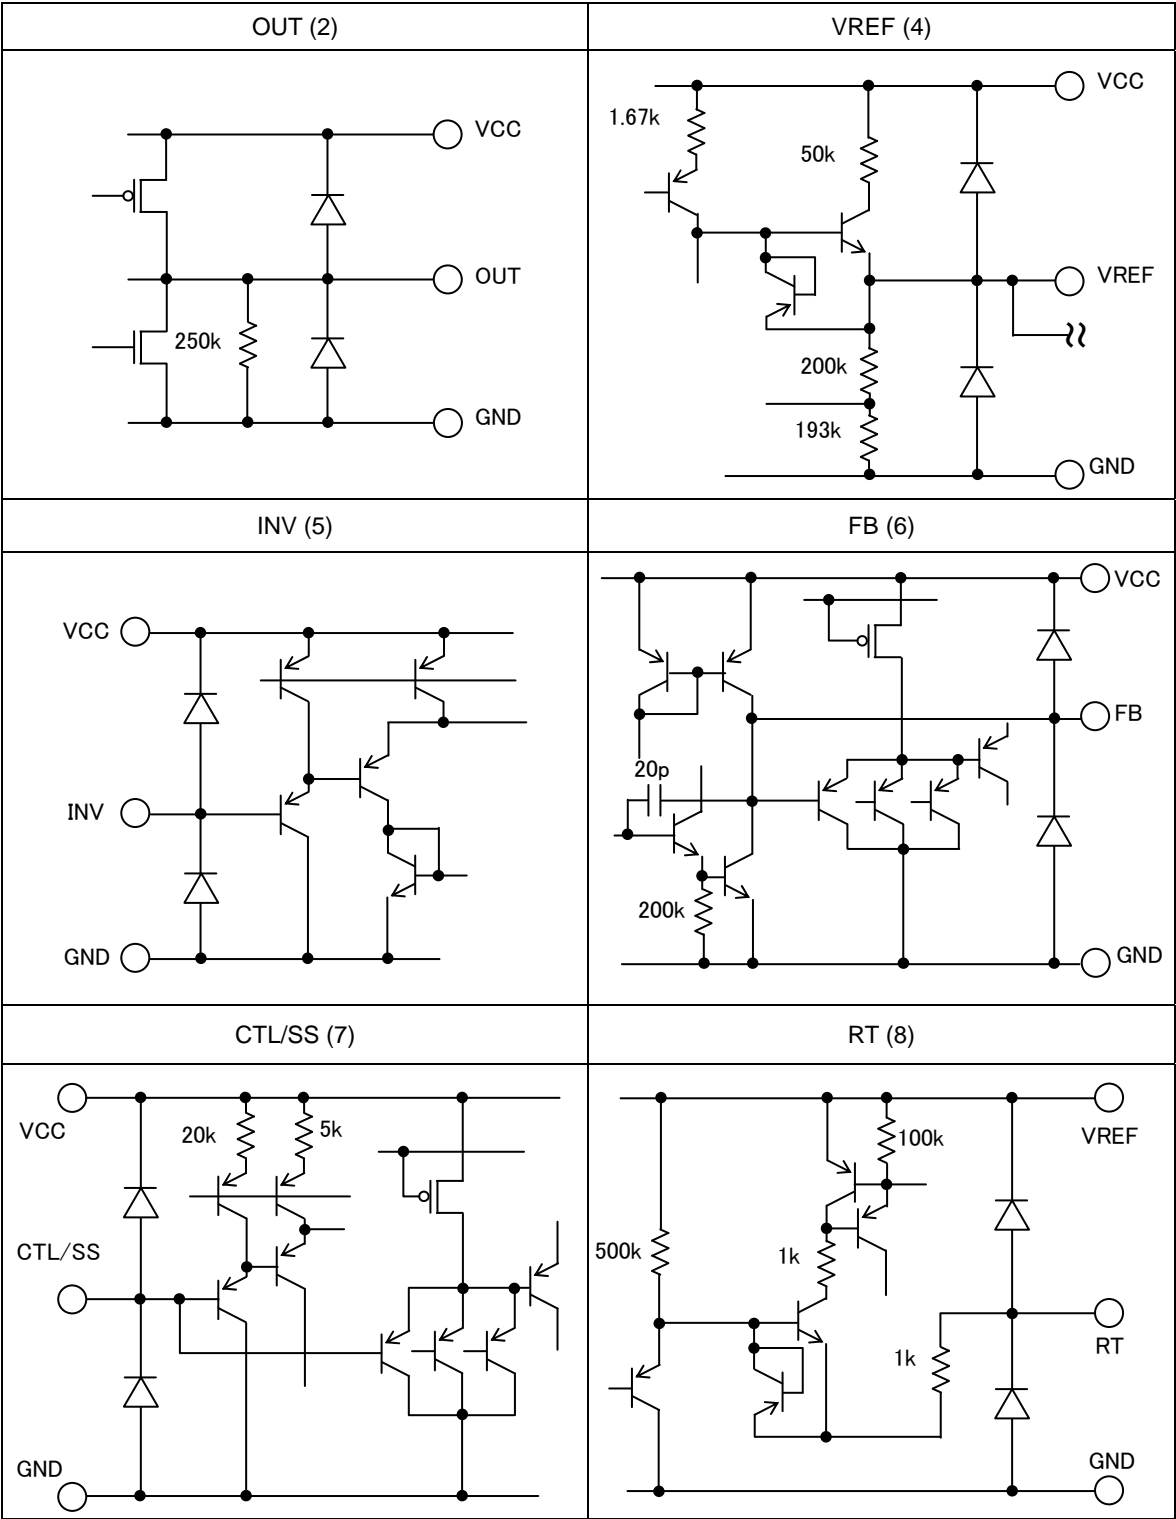 OUT (2)
VREF (4)
VCC
OUT
250k
GND
VCC
1.67k
50k
VREF
200k
193k
GND
INV (5)
FB (6)
VCC
INV
GND
VCC
FB
20p
200k
GND
CTL/SS (7)
RT (8)
VCC
20k
5k
CTL/SS
GND
VREF
100k
500k
1k
1k
RT
GND